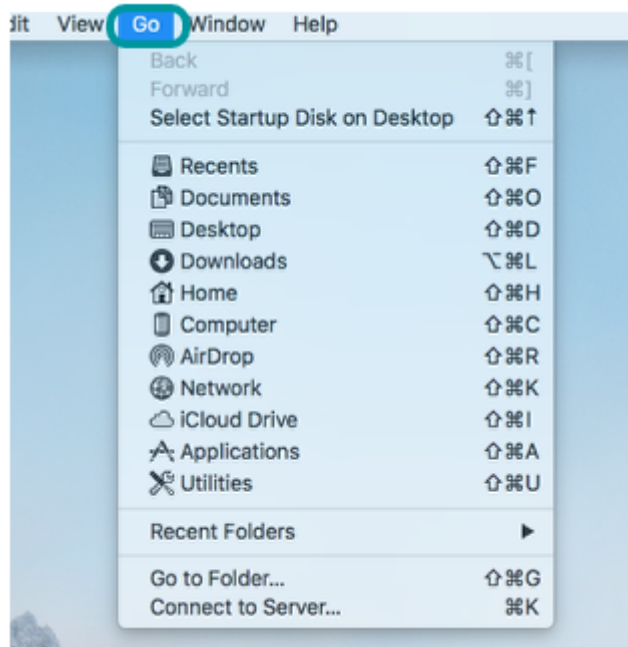 dit View Go Window Help
Back ⌘[
Forward ⌘]
Select Startup Disk on Desktop ⇧⌘↑
Recents ⇧⌘F
Documents ⇧⌘O
Desktop ⇧⌘D
Downloads ⌥⌘L
Home ⇧⌘H
Computer ⇧⌘C
AirDrop ⇧⌘R
Network ⇧⌘K
iCloud Drive ⇧⌘I
Applications ⇧⌘A
Utilities ⇧⌘U
Recent Folders ▶
Go to Folder... ⇧⌘G
Connect to Server... ⌘K